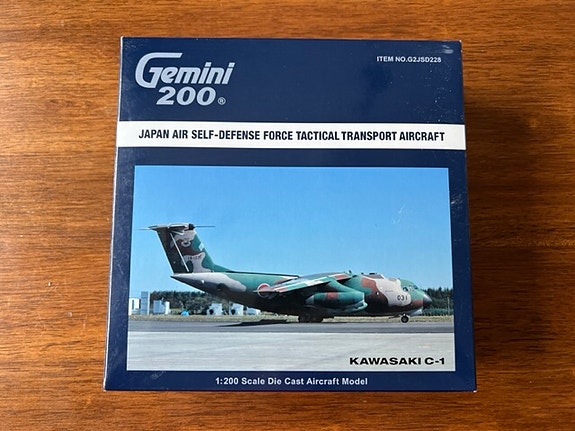 ITEM NO.G2JSD228
Gemini
200®
JAPAN AIR SELF-DEFENSE FORCE TACTICAL TRANSPORT AIRCRAFT
031
KAWASAKI C-1
1:200 Scale Die Cast Aircraft Model